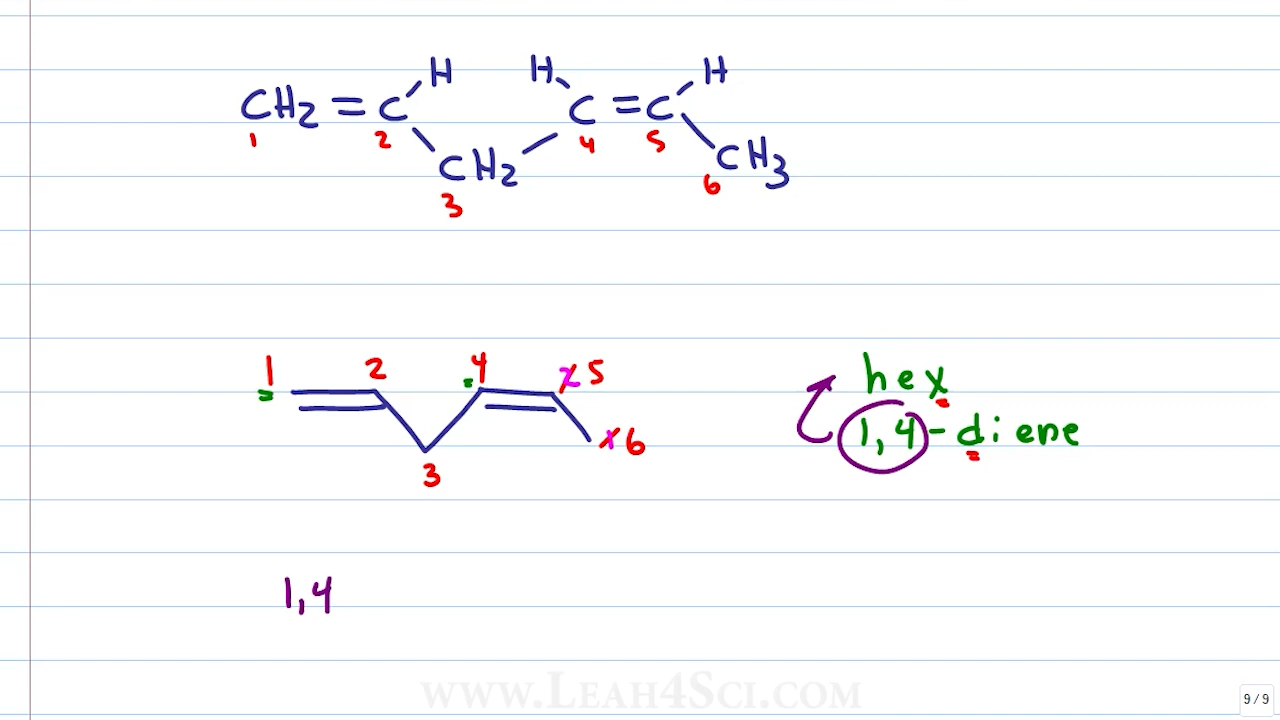 H H H
CH2 = C C = C
1 2 4 5
CH2 CH3
3 6
1 2 4 5
6
3
hex
1,4-diene
1,4
www.Leah4Sci.com
9 / 9